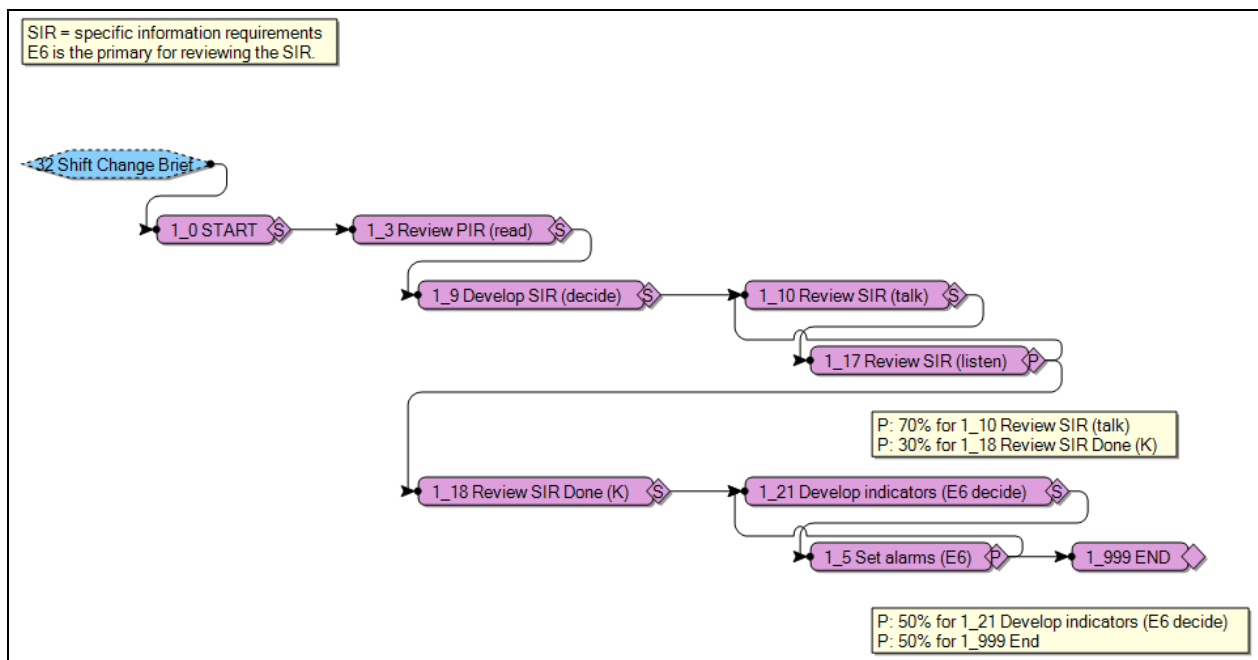 SIR = specific information requirements
E6 is the primary for reviewing the SIR.
32 Shift Change Brief
1_0 START S
1_3 Review PIR (read) S
1_9 Develop SIR (decide) S
1_10 Review SIR (talk) S
1_17 Review SIR (listen) P
P: 70% for 1_10 Review SIR (talk)
P: 30% for 1_18 Review SIR Done (K)
1_18 Review SIR Done (K) S
1_21 Develop indicators (E6 decide) S
1_5 Set alarms (E6) P
1_999 END
P: 50% for 1_21 Develop indicators (E6 decide)
P: 50% for 1_999 End